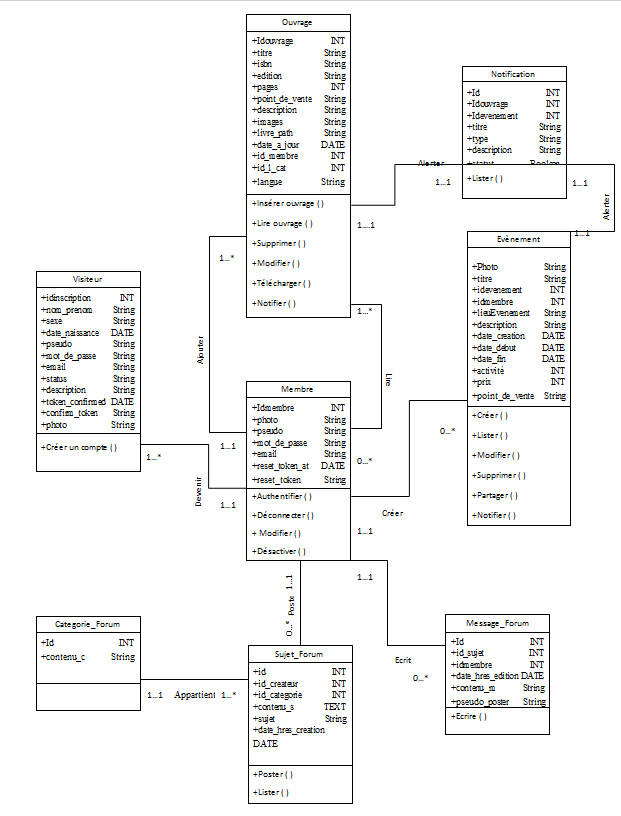 Ouvrage
+Idouvrage INT
+titre String
+isbn String
+edition String
+pages INT
+point_de_vente String
+description String
+images String
+livre_path String
+date_a_jour DATE
+id_membre INT
+id_l_cat INT
+langue String
+Insérer ouvrage ( )
+Lire ouvrage ( )
+Supprimer ( )
+Modifier ( )
+Télécharger ( )
+Notifier ( )
Notification
+Id INT
+Idouvrage INT
+Idevenement INT
+titre String
+type String
+description String
+statut Boolean
+Lister ( )
Alerter
1...1
1...1
1...1
Alerter
1...1
Evènement
+Photo String
+titre String
+idevenement INT
+idmembre INT
+lieuEvenement String
+description String
+date_creation DATE
+date_debut DATE
+date_fin DATE
+activité INT
+prix INT
+point_de_vente String
+Créer ( )
+Lister ( )
+Modifier ( )
+Supprimer ( )
+Partager ( )
+Notifier ( )
Visiteur
+idinscription INT
+nom_prenom String
+sexe String
+date_naissance DATE
+pseudo String
+mot_de_passe String
+email String
+status String
+description String
+token_confirmed DATE
+confirm_token String
+photo String
+Créer un compte ( )
1...*
Ajouter
1...1
1...*
Lire
0...*
Membre
+Idmembre INT
+photo String
+pseudo String
+mot_de_passe String
+email String
+reset_token_at DATE
+reset_token String
+Authentifier ( )
+Déconnecter ( )
+ Modifier ( )
+Désactiver ( )
1...*
Devenir
1...1
0...*
Créer
1...1
1...1
Poste
0...*
1...1
Ecrit
0...*
Categorie_Forum
+Id INT
+contenu_c String
1...1 Appartient 1...*
Sujet_Forum
+id INT
+id_createur INT
+id_categorie INT
+contenu_s TEXT
+sujet String
+date_hres_creation
DATE
+Poster ( )
+Lister ( )
Message_Forum
+Id INT
+id_sujet INT
+idmembre INT
+date_hres_edition DATE
+contenu_m String
+pseudo_poster String
+Ecrire ( )